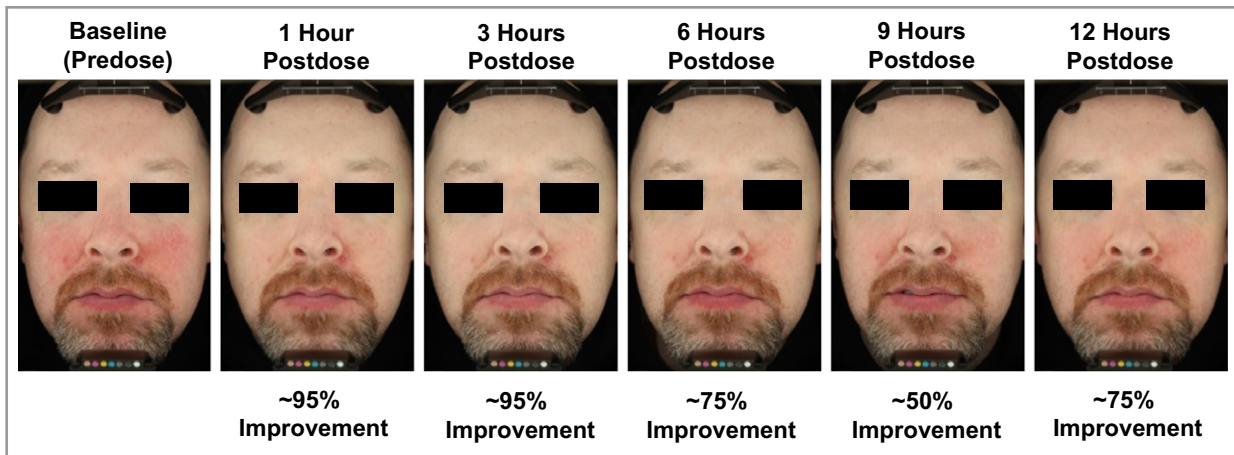 Baseline
(Predose)
1 Hour
Postdose
3 Hours
Postdose
6 Hours
Postdose
9 Hours
Postdose
12 Hours
Postdose
~95%
Improvement
~95%
Improvement
~75%
Improvement
~50%
Improvement
~75%
Improvement